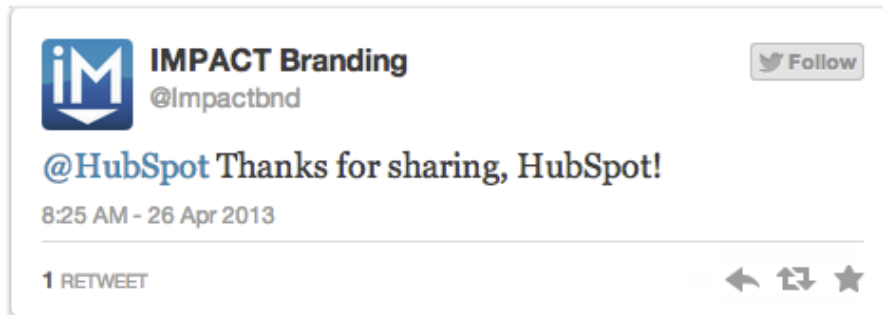 iM
IMPACT Branding
Follow
@Impactbnd
@HubSpot Thanks for sharing, HubSpot!
8:25 AM - 26 Apr 2013
1 RETWEET